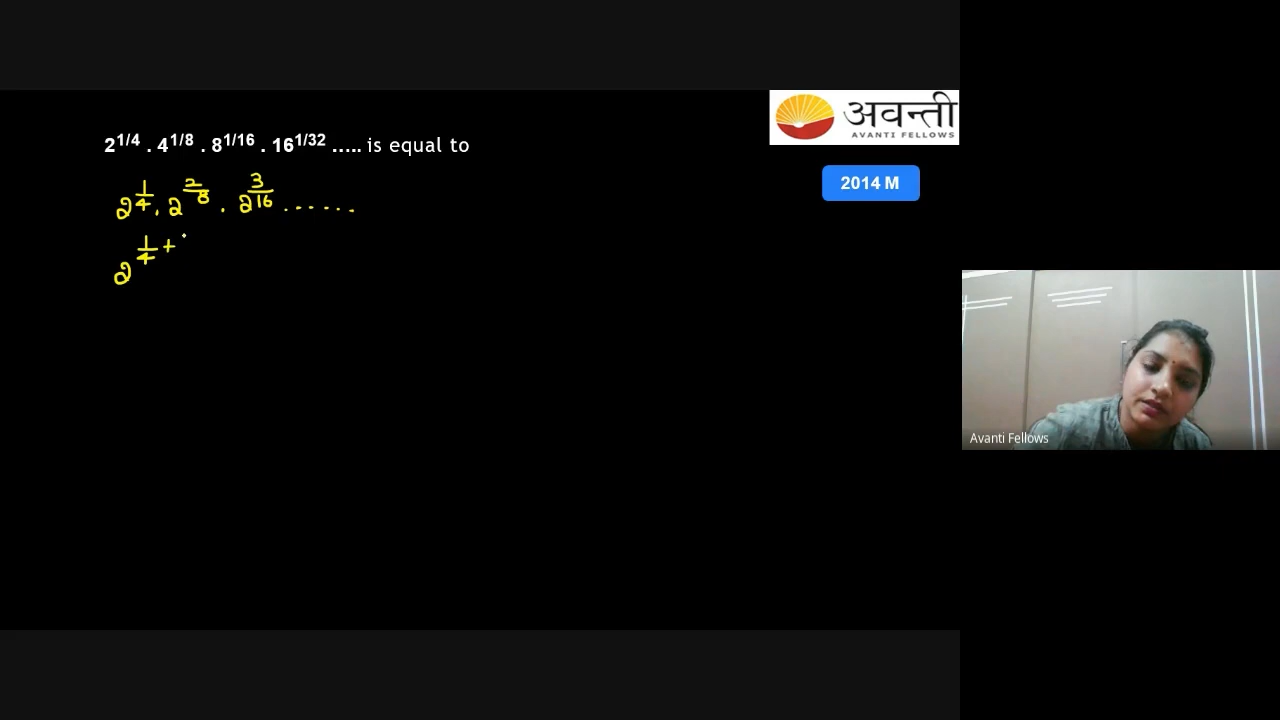 अवन्ती
AVANTI FELLOWS
2^1/4 . 4^1/8 . 8^1/16 . 16^1/32 ..... is equal to
2014 M
2^1/4 . 2^2/8 . 2^3/16 . ......
2^1/4 +
Avanti Fellows